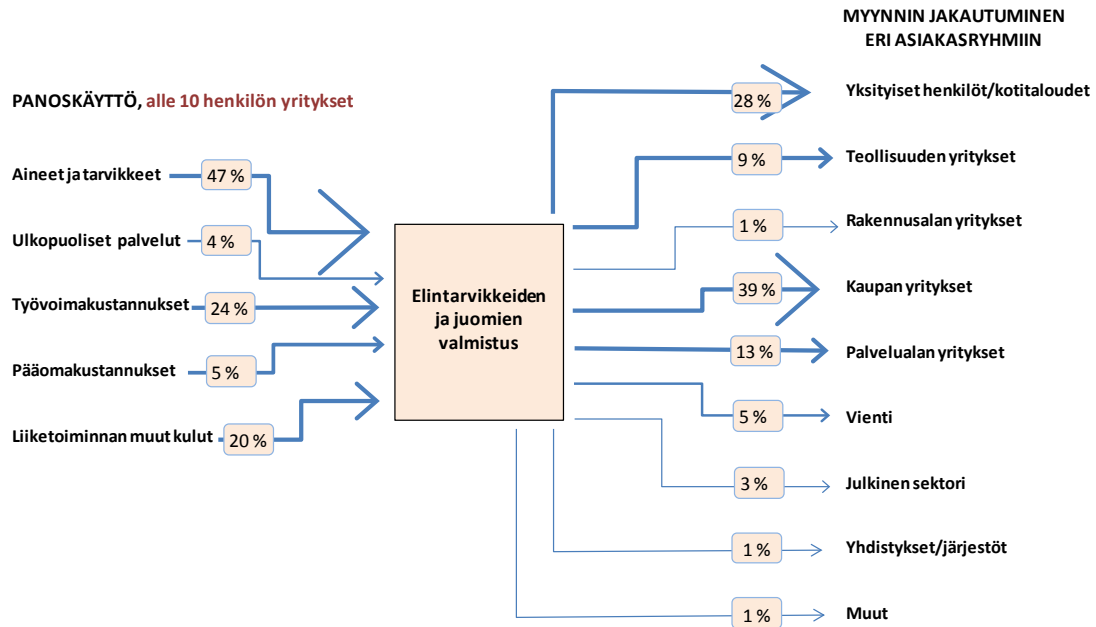 PANOSKÄYTTÖ, alle 10 henkilön yritykset
Aineet ja tarvikkeet 47 %
Ulkopuoliset palvelut 4 %
Työvoimakustannukset 24 %
Pääomakustannukset 5 %
Liiketoiminnan muut kulut 20 %
Elintarvikkeiden
ja juomien
valmistus
MYYNNIN JAKAUTUMINEN
ERI ASIAKASRYHMIIN
28 % Yksityiset henkilöt/kotitaloudet
9 % Teollisuuden yritykset
1 % Rakennusalan yritykset
39 % Kaupan yritykset
13 % Palvelualan yritykset
5 % Vienti
3 % Julkinen sektori
1 % Yhdistykset/järjestöt
1 % Muut